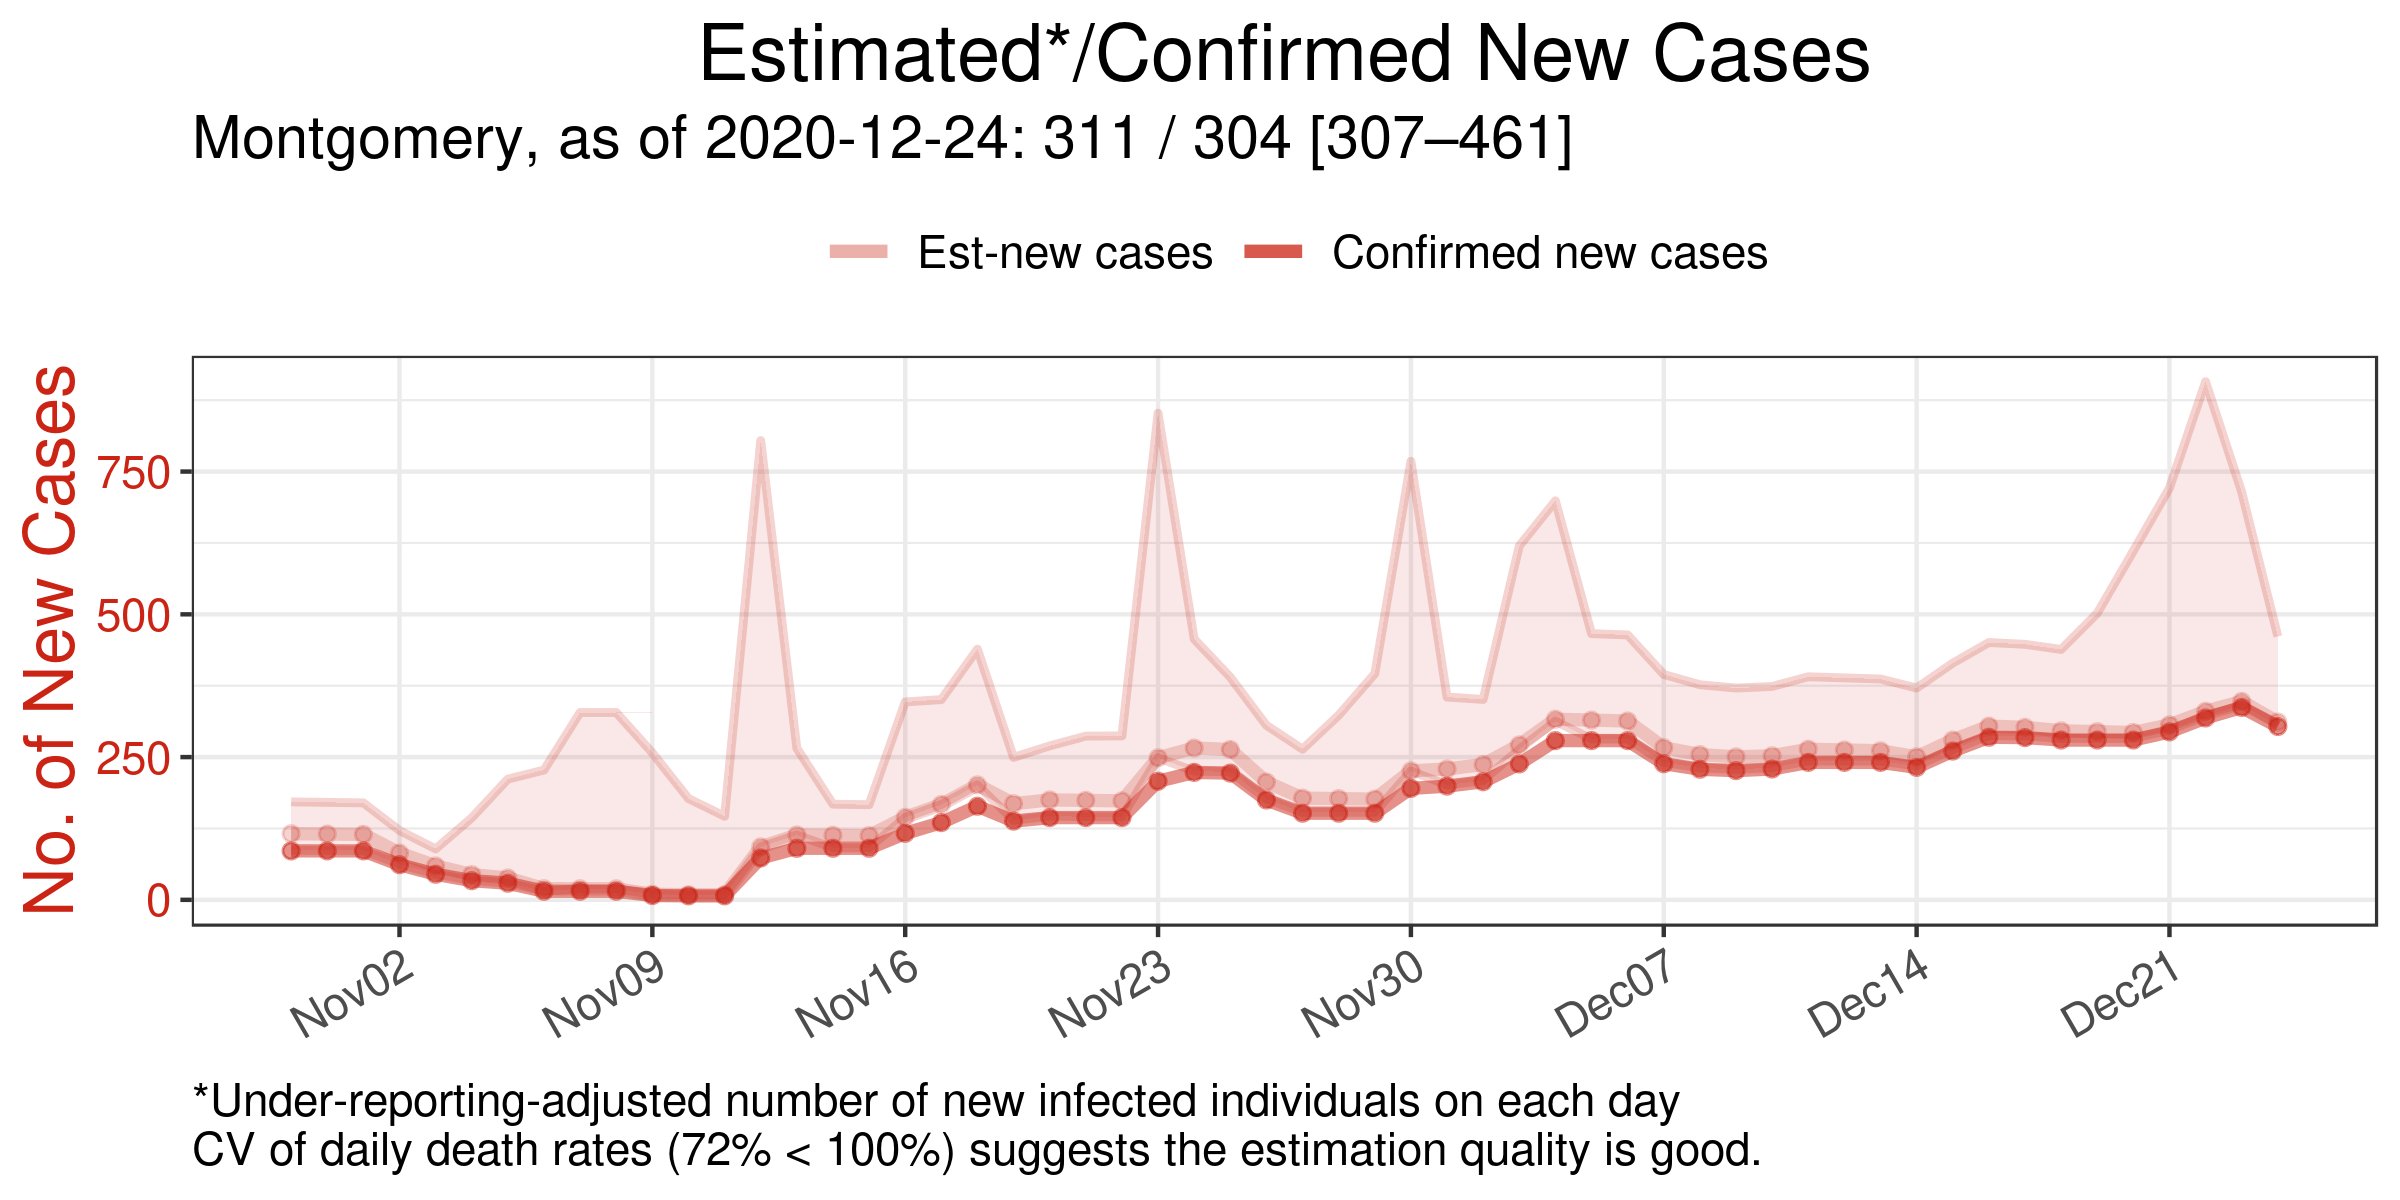 Estimated*/Confirmed New Cases
Montgomery, as of 2020-12-24: 311 / 304 [307–461]
Est-new cases
Confirmed new cases
No. of New Cases
750
500
250
0
Nov02
Nov09
Nov16
Nov23
Nov30
Dec07
Dec14
Dec21
*Under-reporting-adjusted number of new infected individuals on each day
CV of daily death rates (72% < 100%) suggests the estimation quality is good.